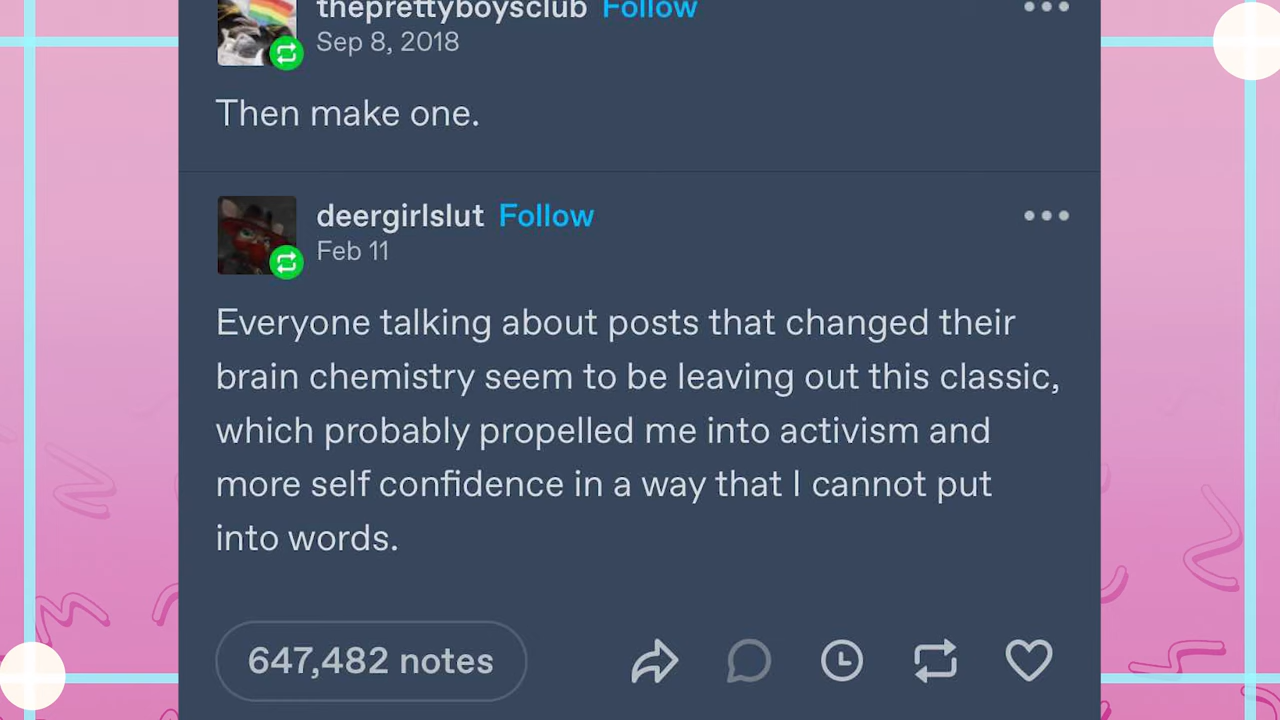 theprettyboysclub Follow
Sep 8, 2018
Then make one.
deergirlslut Follow
Feb 11
Everyone talking about posts that changed their
brain chemistry seem to be leaving out this classic,
which probably propelled me into activism and
more self confidence in a way that I cannot put
into words.
647,482 notes